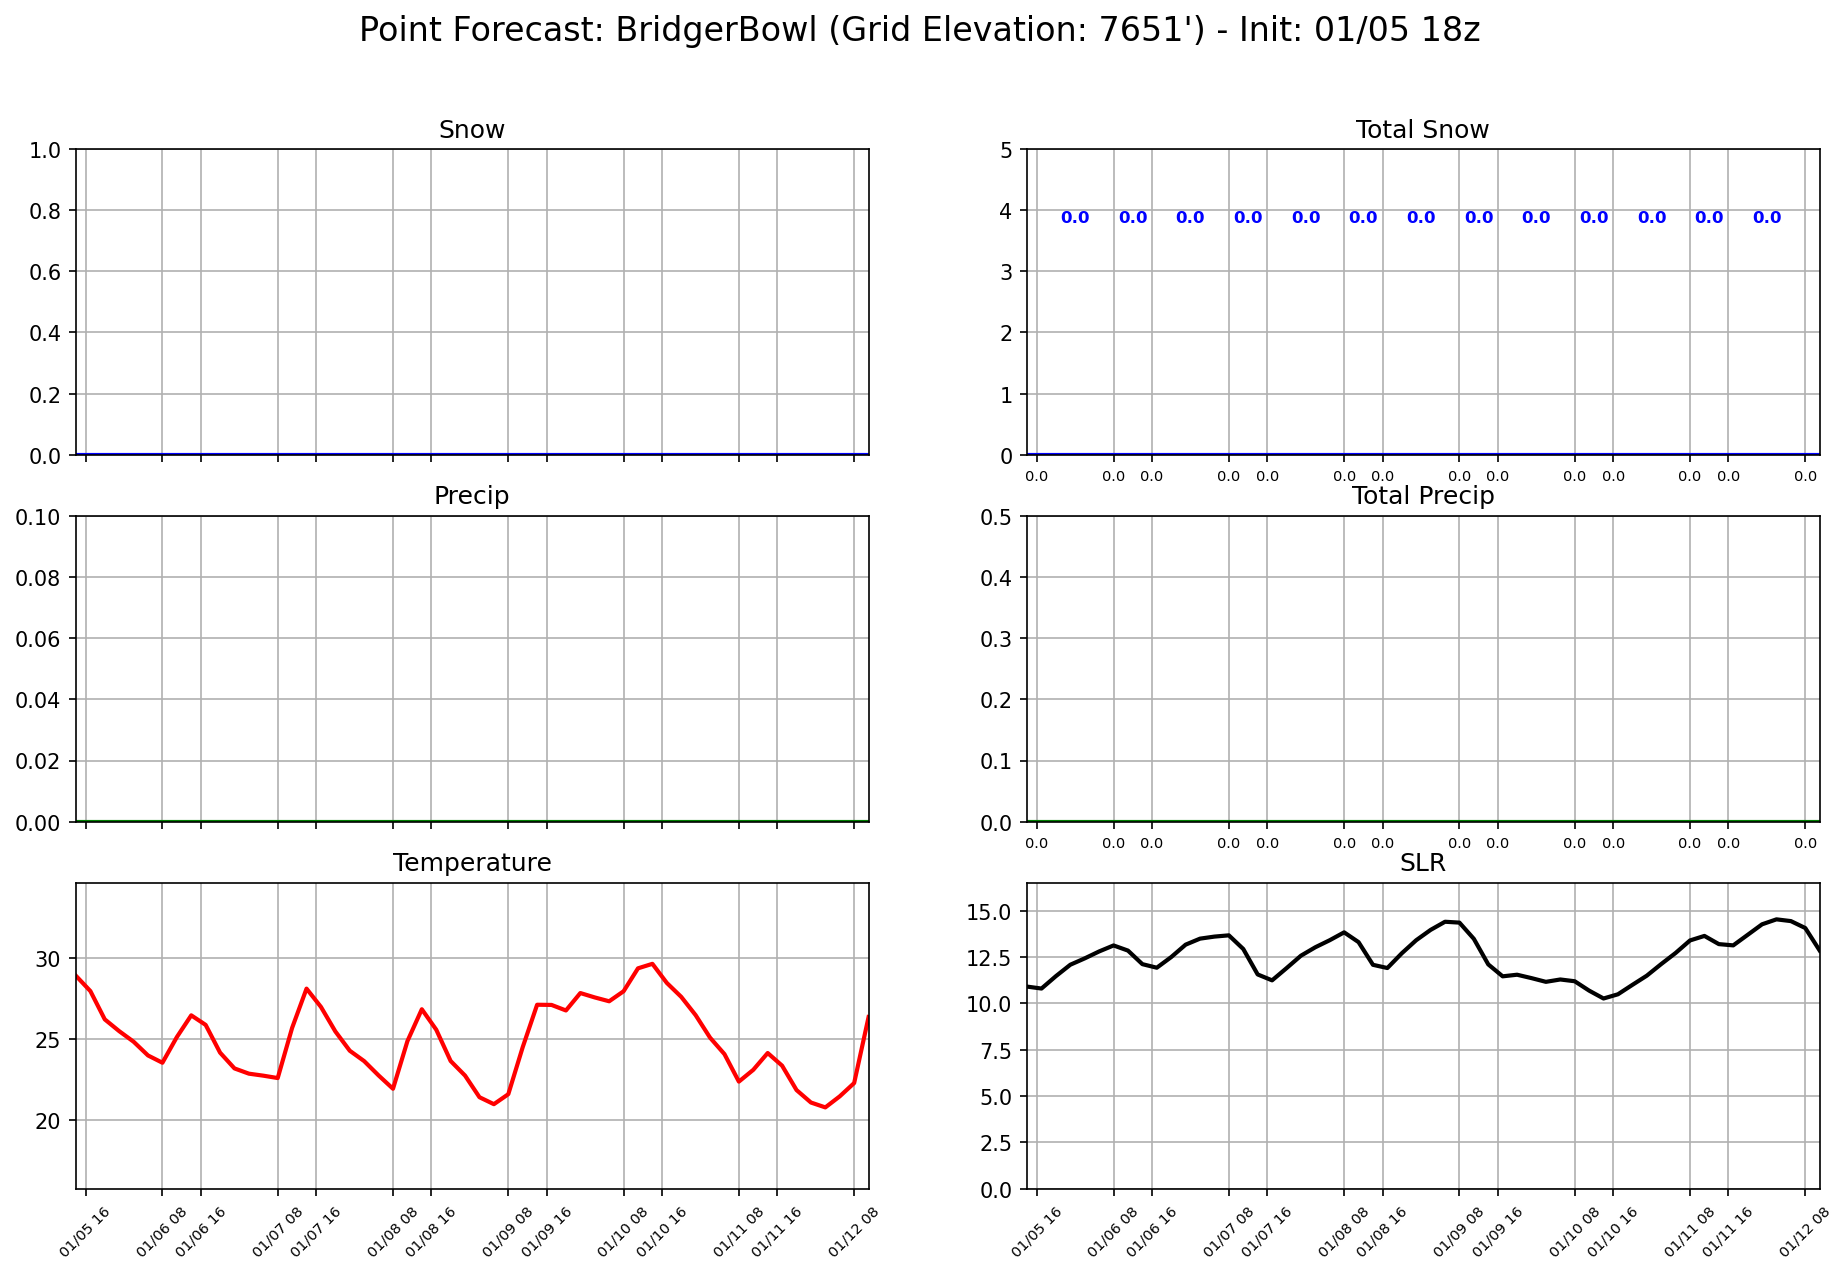 Point Forecast: BridgerBowl (Grid Elevation: 7651') - Init: 01/05 18z
Snow
1.0
0.8
0.6
0.4
0.2
0.0
Total Snow
5
4
3
2
1
0
0.0 0.0 0.0 0.0 0.0 0.0 0.0 0.0 0.0 0.0 0.0 0.0 0.0
0.0 0.0 0.0 0.0 0.0 0.0 0.0 0.0 0.0 0.0 0.0 0.0 0.0 0.0
Precip
0.10
0.08
0.06
0.04
0.02
0.00
Total Precip
0.5
0.4
0.3
0.2
0.1
0.0
0.0 0.0 0.0 0.0 0.0 0.0 0.0 0.0 0.0 0.0 0.0 0.0 0.0 0.0
Temperature
30
25
20
01/05 16 01/06 08 01/06 16 01/07 08 01/07 16 01/08 08 01/08 16 01/09 08 01/09 16 01/10 08 01/10 16 01/11 08 01/11 16 01/12 08
SLR
15.0
12.5
10.0
7.5
5.0
2.5
0.0
01/05 16 01/06 08 01/06 16 01/07 08 01/07 16 01/08 08 01/08 16 01/09 08 01/09 16 01/10 08 01/10 16 01/11 08 01/11 16 01/12 08